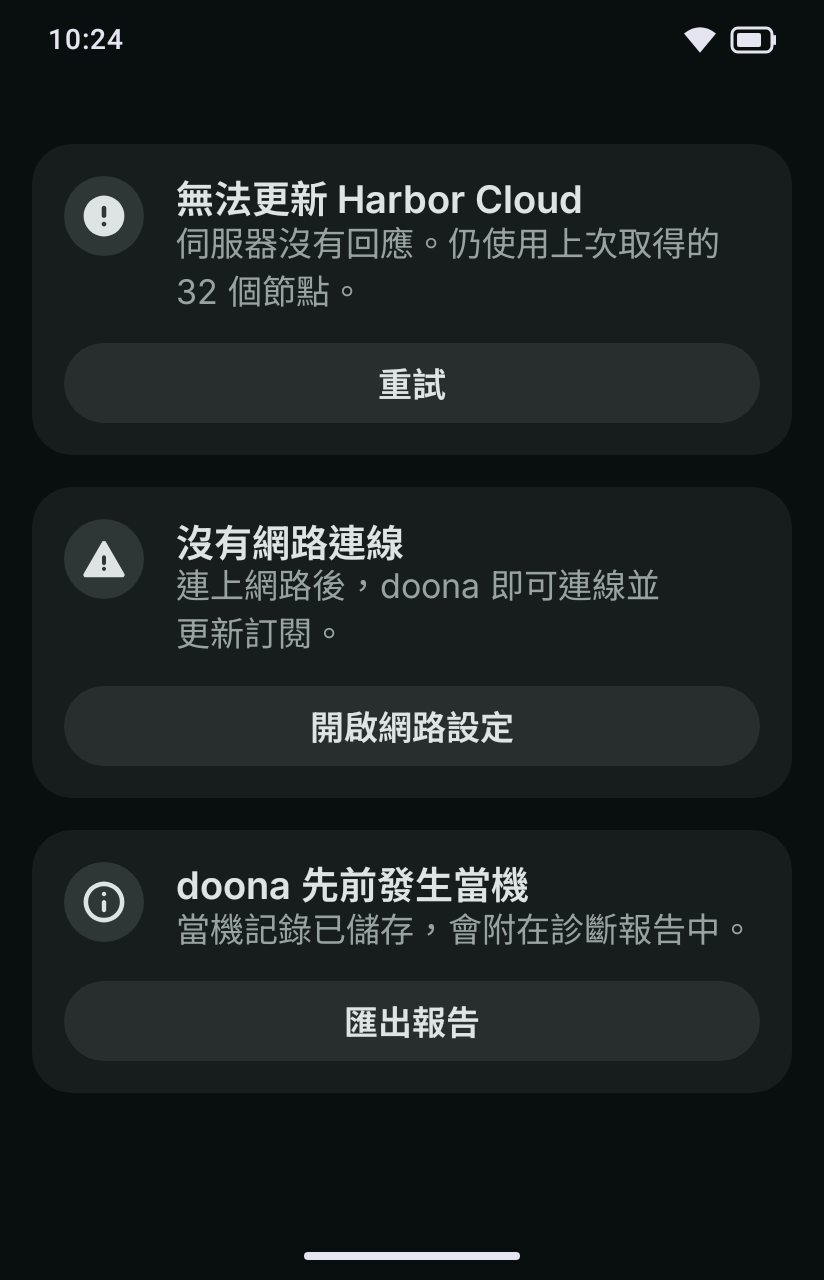 10:24
無法更新 Harbor Cloud
伺服器沒有回應。仍使用上次取得的
32 個節點。
重試
沒有網路連線
連上網路後，doona 即可連線並
更新訂閱。
開啟網路設定
doona 先前發生當機
當機記錄已儲存，會附在診斷報告中。
匯出報告